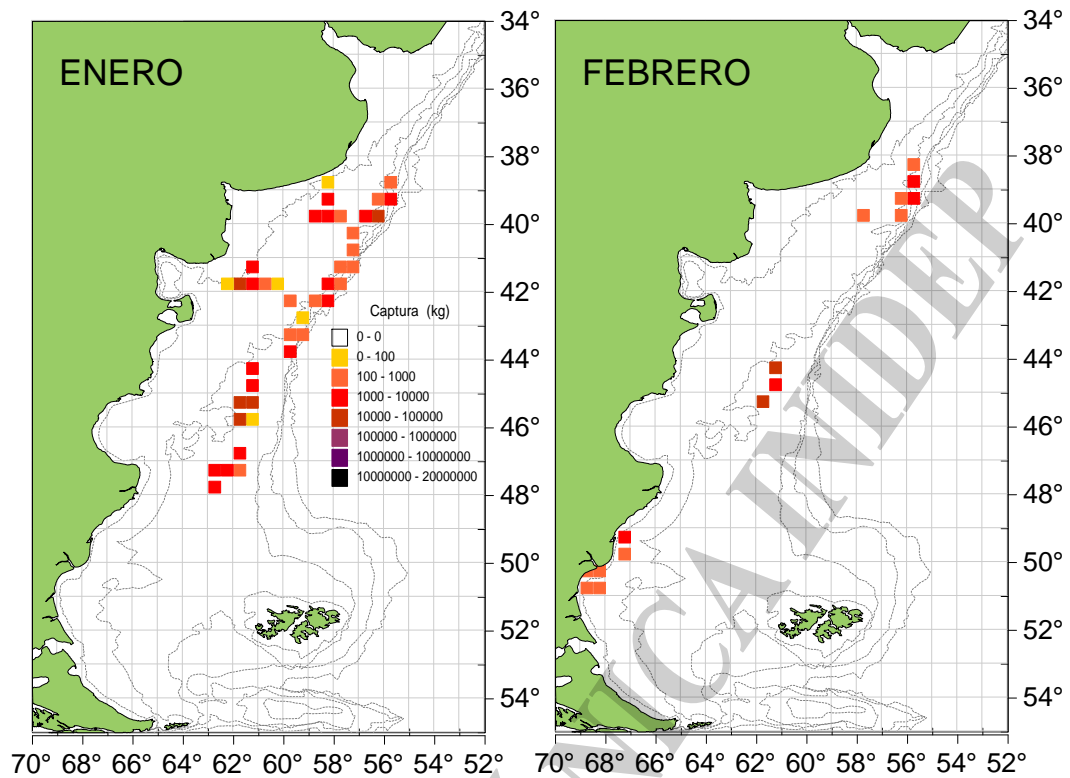 ENERO
FEBRERO
34°
36°
38°
40°
42°
44°
46°
48°
50°
52°
54°
34°
36°
38°
40°
42°
44°
46°
48°
50°
52°
54°
Captura (kg)
0 - 0
0 - 100
100 - 1000
1000 - 10000
10000 - 100000
100000 - 1000000
1000000 - 10000000
10000000 - 20000000
70° 68° 66° 64° 62° 60° 58° 56° 54° 52°
70° 68° 66° 64° 62° 60° 58° 56° 54° 52°
NICA INIDEP